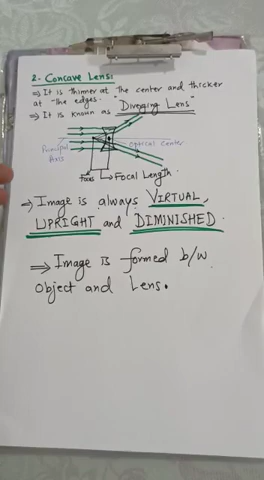 2. Concave Lens:
⇒ It is thinner at the center and thicker
at the edges.
⇒ It is known as "Diverging Lens"
Principal
Axis
Optical Center
Focus
Focal Length.
⇒ Image is always VIRTUAL,
UPRIGHT and DIMINISHED.
⇒ Image is formed b/w
Object and Lens.